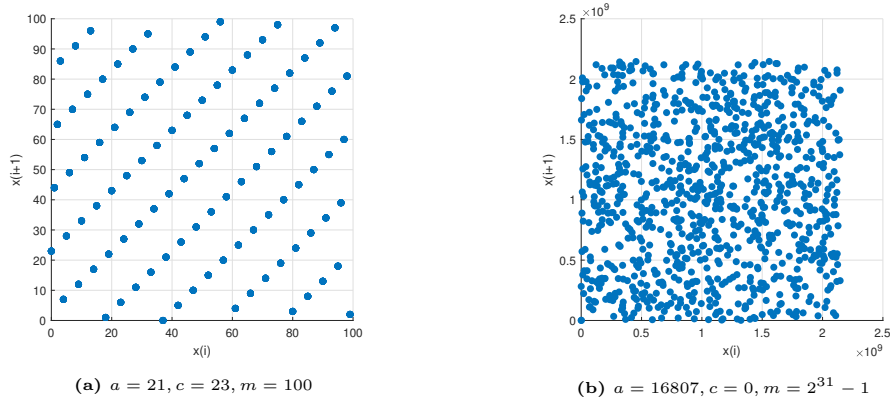 100
90
80
70
60
50
40
30
20
10
0
x(i+1)
0 20 40 60 80 100
x(i)
(a) a = 21, c = 23, m = 100
×10⁹
2.5
2
1.5
1
0.5
0
x(i+1)
0 0.5 1 1.5 2 2.5
x(i)
×10⁹
(b) a = 16807, c = 0, m = 2³¹ − 1